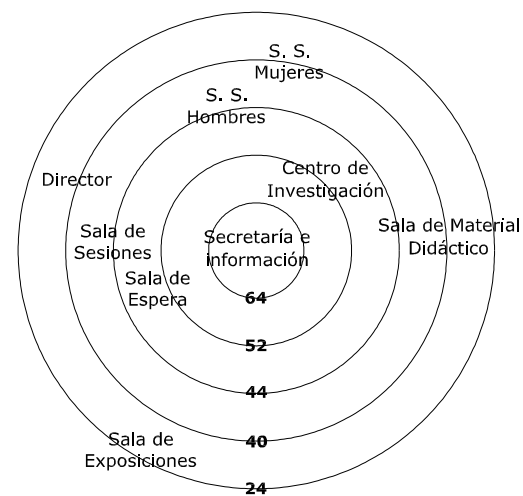 S. S.
Mujeres
S. S.
Hombres
Centro de
Investigación
Director
Sala de Material
Didáctico
Sala de
Sesiones
Secretaría e
información
Sala de
Espera
64
52
44
40
Sala de
Exposiciones
24